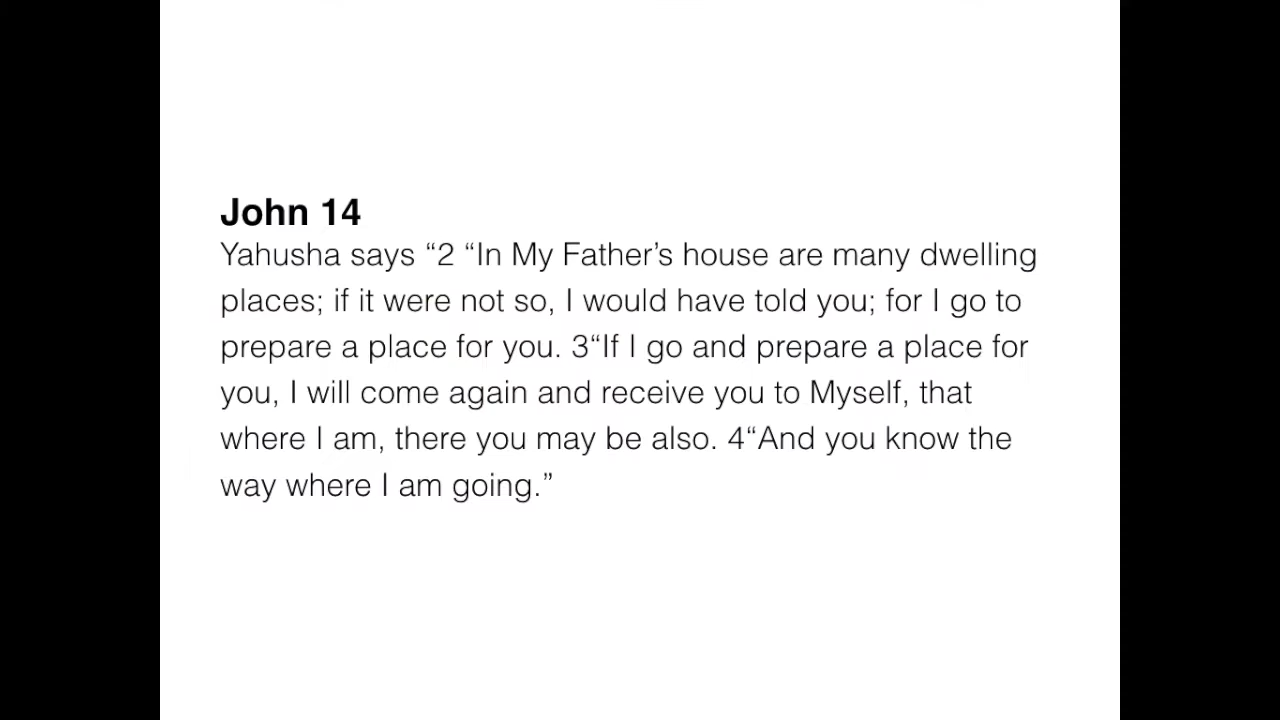 John 14
Yahusha says “2 “In My Father’s house are many dwelling
places; if it were not so, I would have told you; for I go to
prepare a place for you. 3“If I go and prepare a place for
you, I will come again and receive you to Myself, that
where I am, there you may be also. 4“And you know the
way where I am going.”